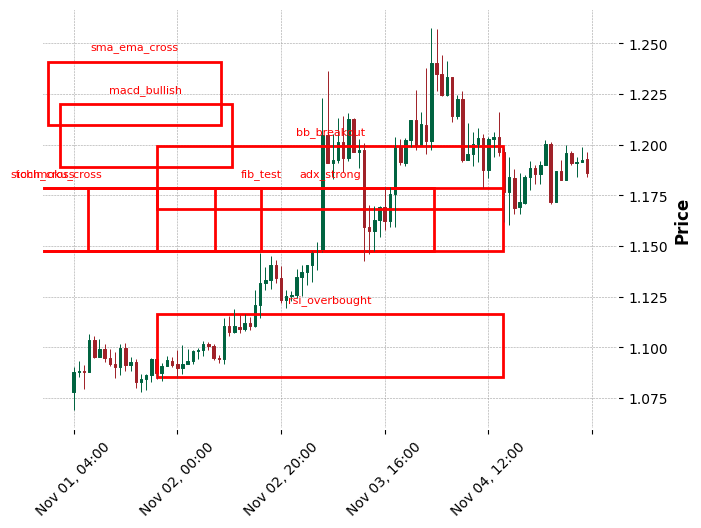 sma_ema_cross
macd_bullish
bb_breakout
stoch_cross
fib_test
adx_strong
rsi_overbought
1.250
1.225
1.200
1.175
1.150
1.125
1.100
1.075
Price
Nov 01, 04:00
Nov 02, 00:00
Nov 02, 20:00
Nov 03, 16:00
Nov 04, 12:00